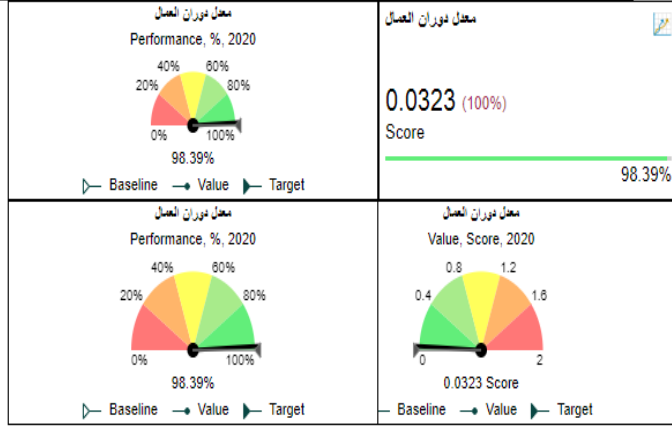 معدل دوران العمال
Performance, %, 2020
40% 60%
20% 80%
0% 100%
98.39%
Baseline Value Target
معدل دوران العمال
0.0323 (100%)
Score
98.39%
معدل دوران العمال
Performance, %, 2020
40% 60%
20% 80%
0% 100%
98.39%
Baseline Value Target
معدل دوران العمال
Value, Score, 2020
0.8 1.2
0.4 1.6
0 2
0.0323 Score
Baseline Value Target